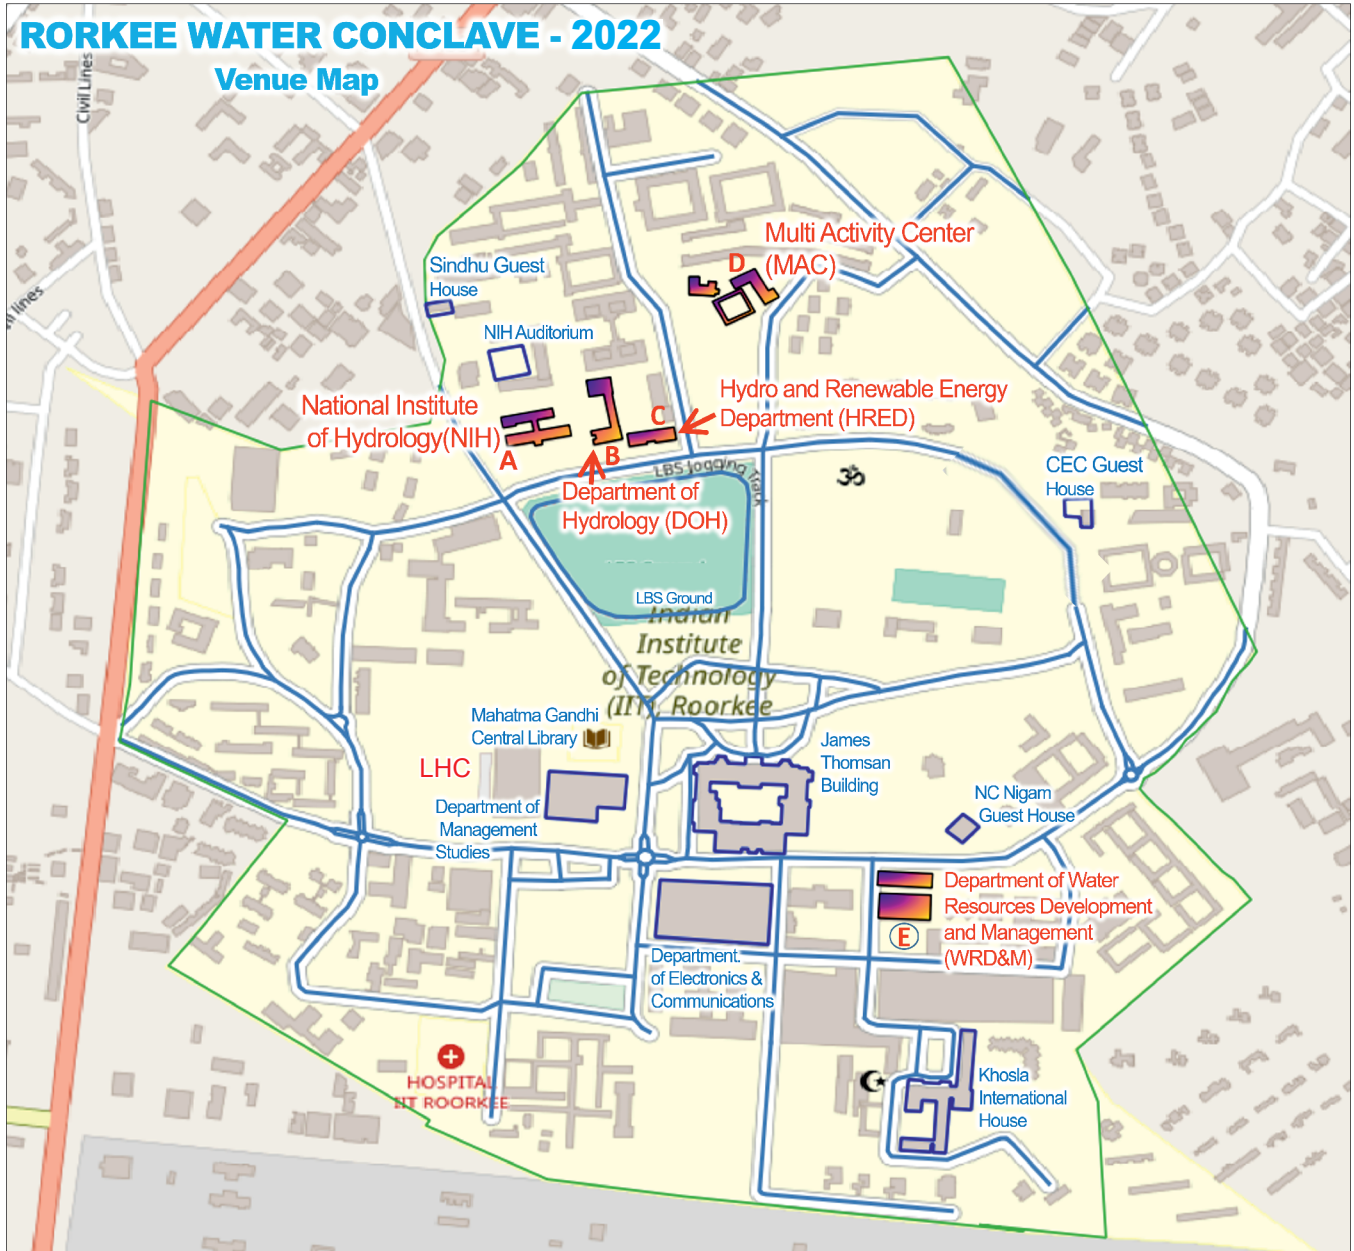 RORKEE WATER CONCLAVE - 2022
Venue Map
Civil Lines
lines
Multi Activity Center
(MAC)
D
Sindhu Guest
House
NIH Auditorium
National Institute
of Hydrology(NIH)
A
B
C
Hydro and Renewable Energy
Department (HRED)
LBS Jogging Track
Department of
Hydrology (DOH)
ॐ
CEC Guest
House
LBS Ground
LBS Ground
Indian
Institute
of Technology
(IIT), Roorkee
Mahatma Gandhi
Central Library
LHC
Department of
Management
Studies
James
Thomsan
Building
NC Nigam
Guest House
Department of Water
Resources Development
and Management
(WRD&M)
E
Department.
of Electronics &
Communications
HOSPITAL
IIT ROORKEE
Khosla
International
House